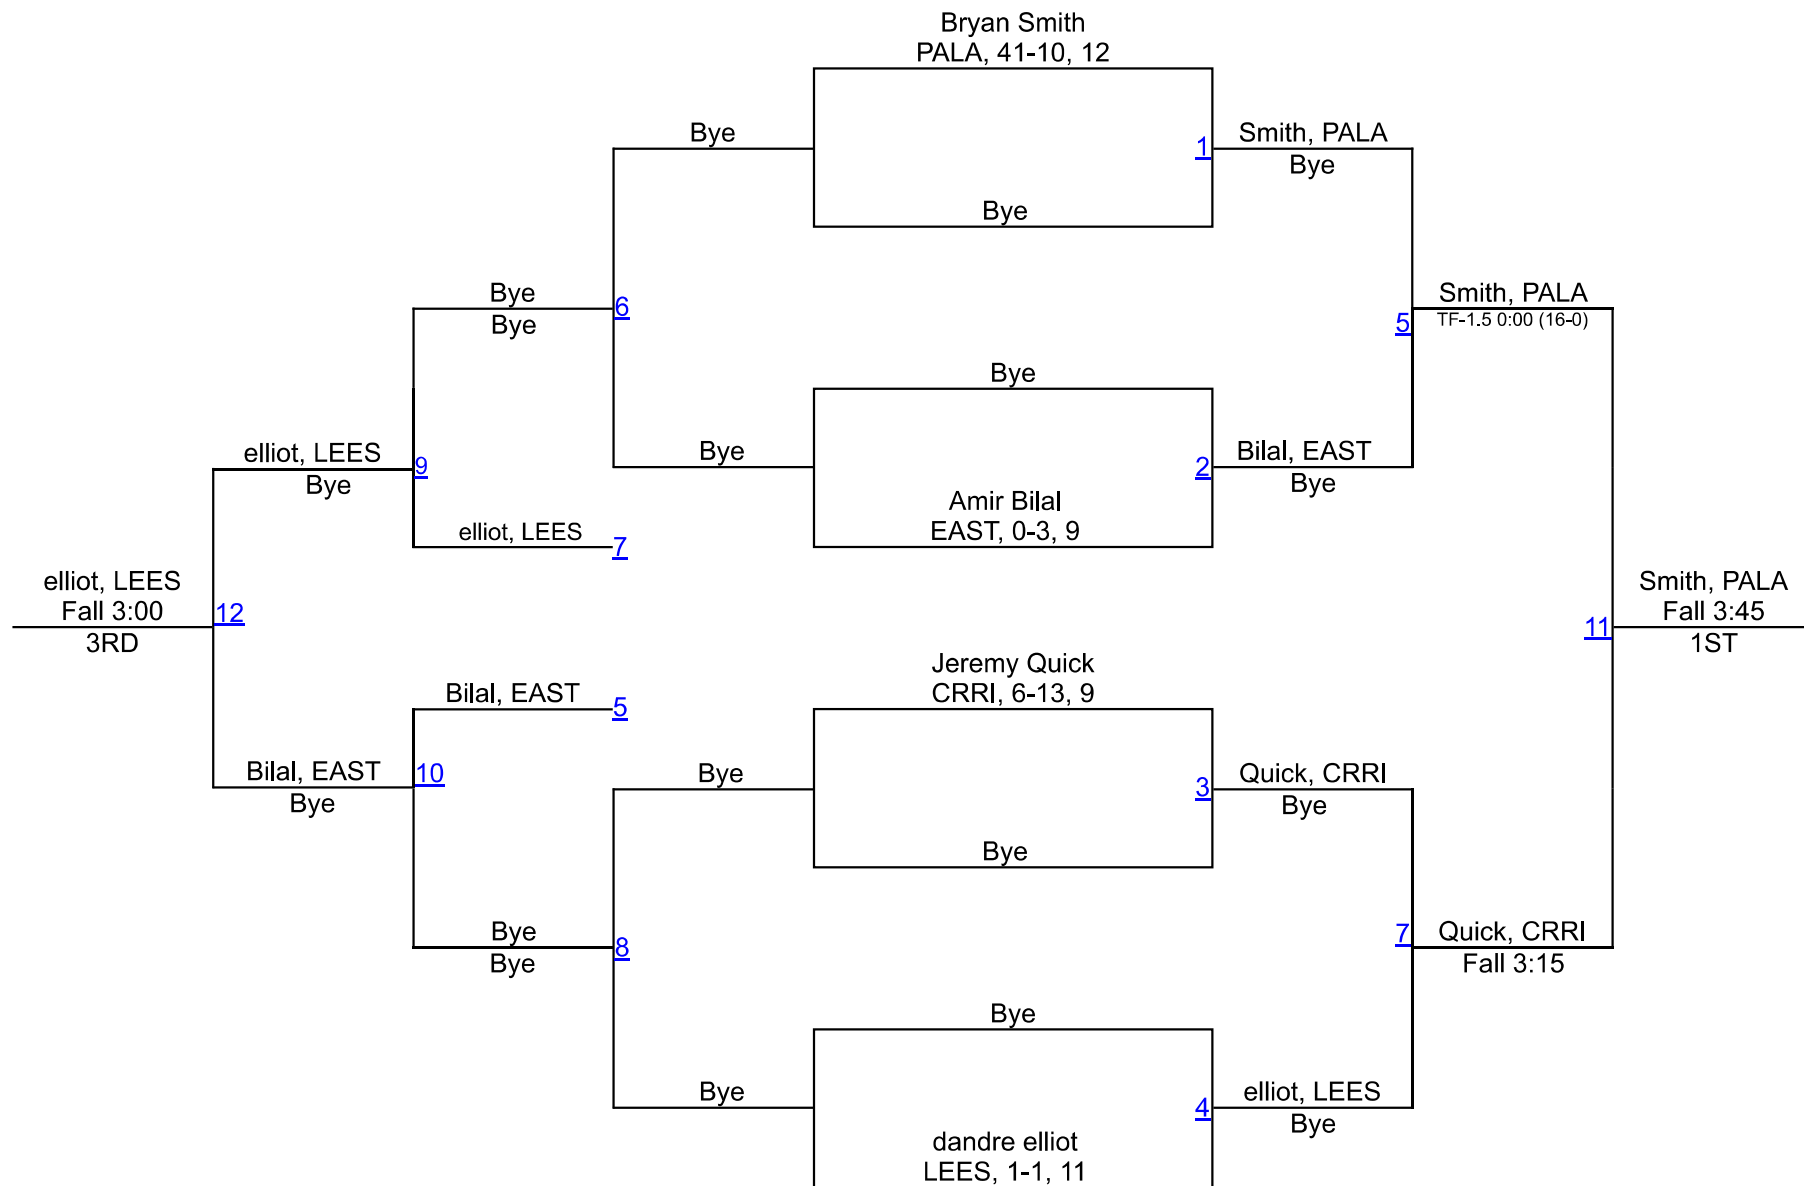 Bryan Smith
PALA, 41-10, 12
Bye
1
Smith, PALA
Bye
Bye
Bye
Bye
6
Smith, PALA
TF-1.5 0:00 (16-0)
5
Bye
elliot, LEES
Bye
9
Bye
2
Bilal, EAST
Bye
Amir Bilal
EAST, 0-3, 9
elliot, LEES
7
elliot, LEES
Fall 3:00
3RD
12
Smith, PALA
Fall 3:45
1ST
11
Jeremy Quick
CRRI, 6-13, 9
Bilal, EAST
5
Bilal, EAST
Bye
10
Bye
3
Quick, CRRI
Bye
Bye
Bye
Bye
8
7
Quick, CRRI
Fall 3:15
Bye
Bye
4
elliot, LEES
Bye
dandre elliot
LEES, 1-1, 11